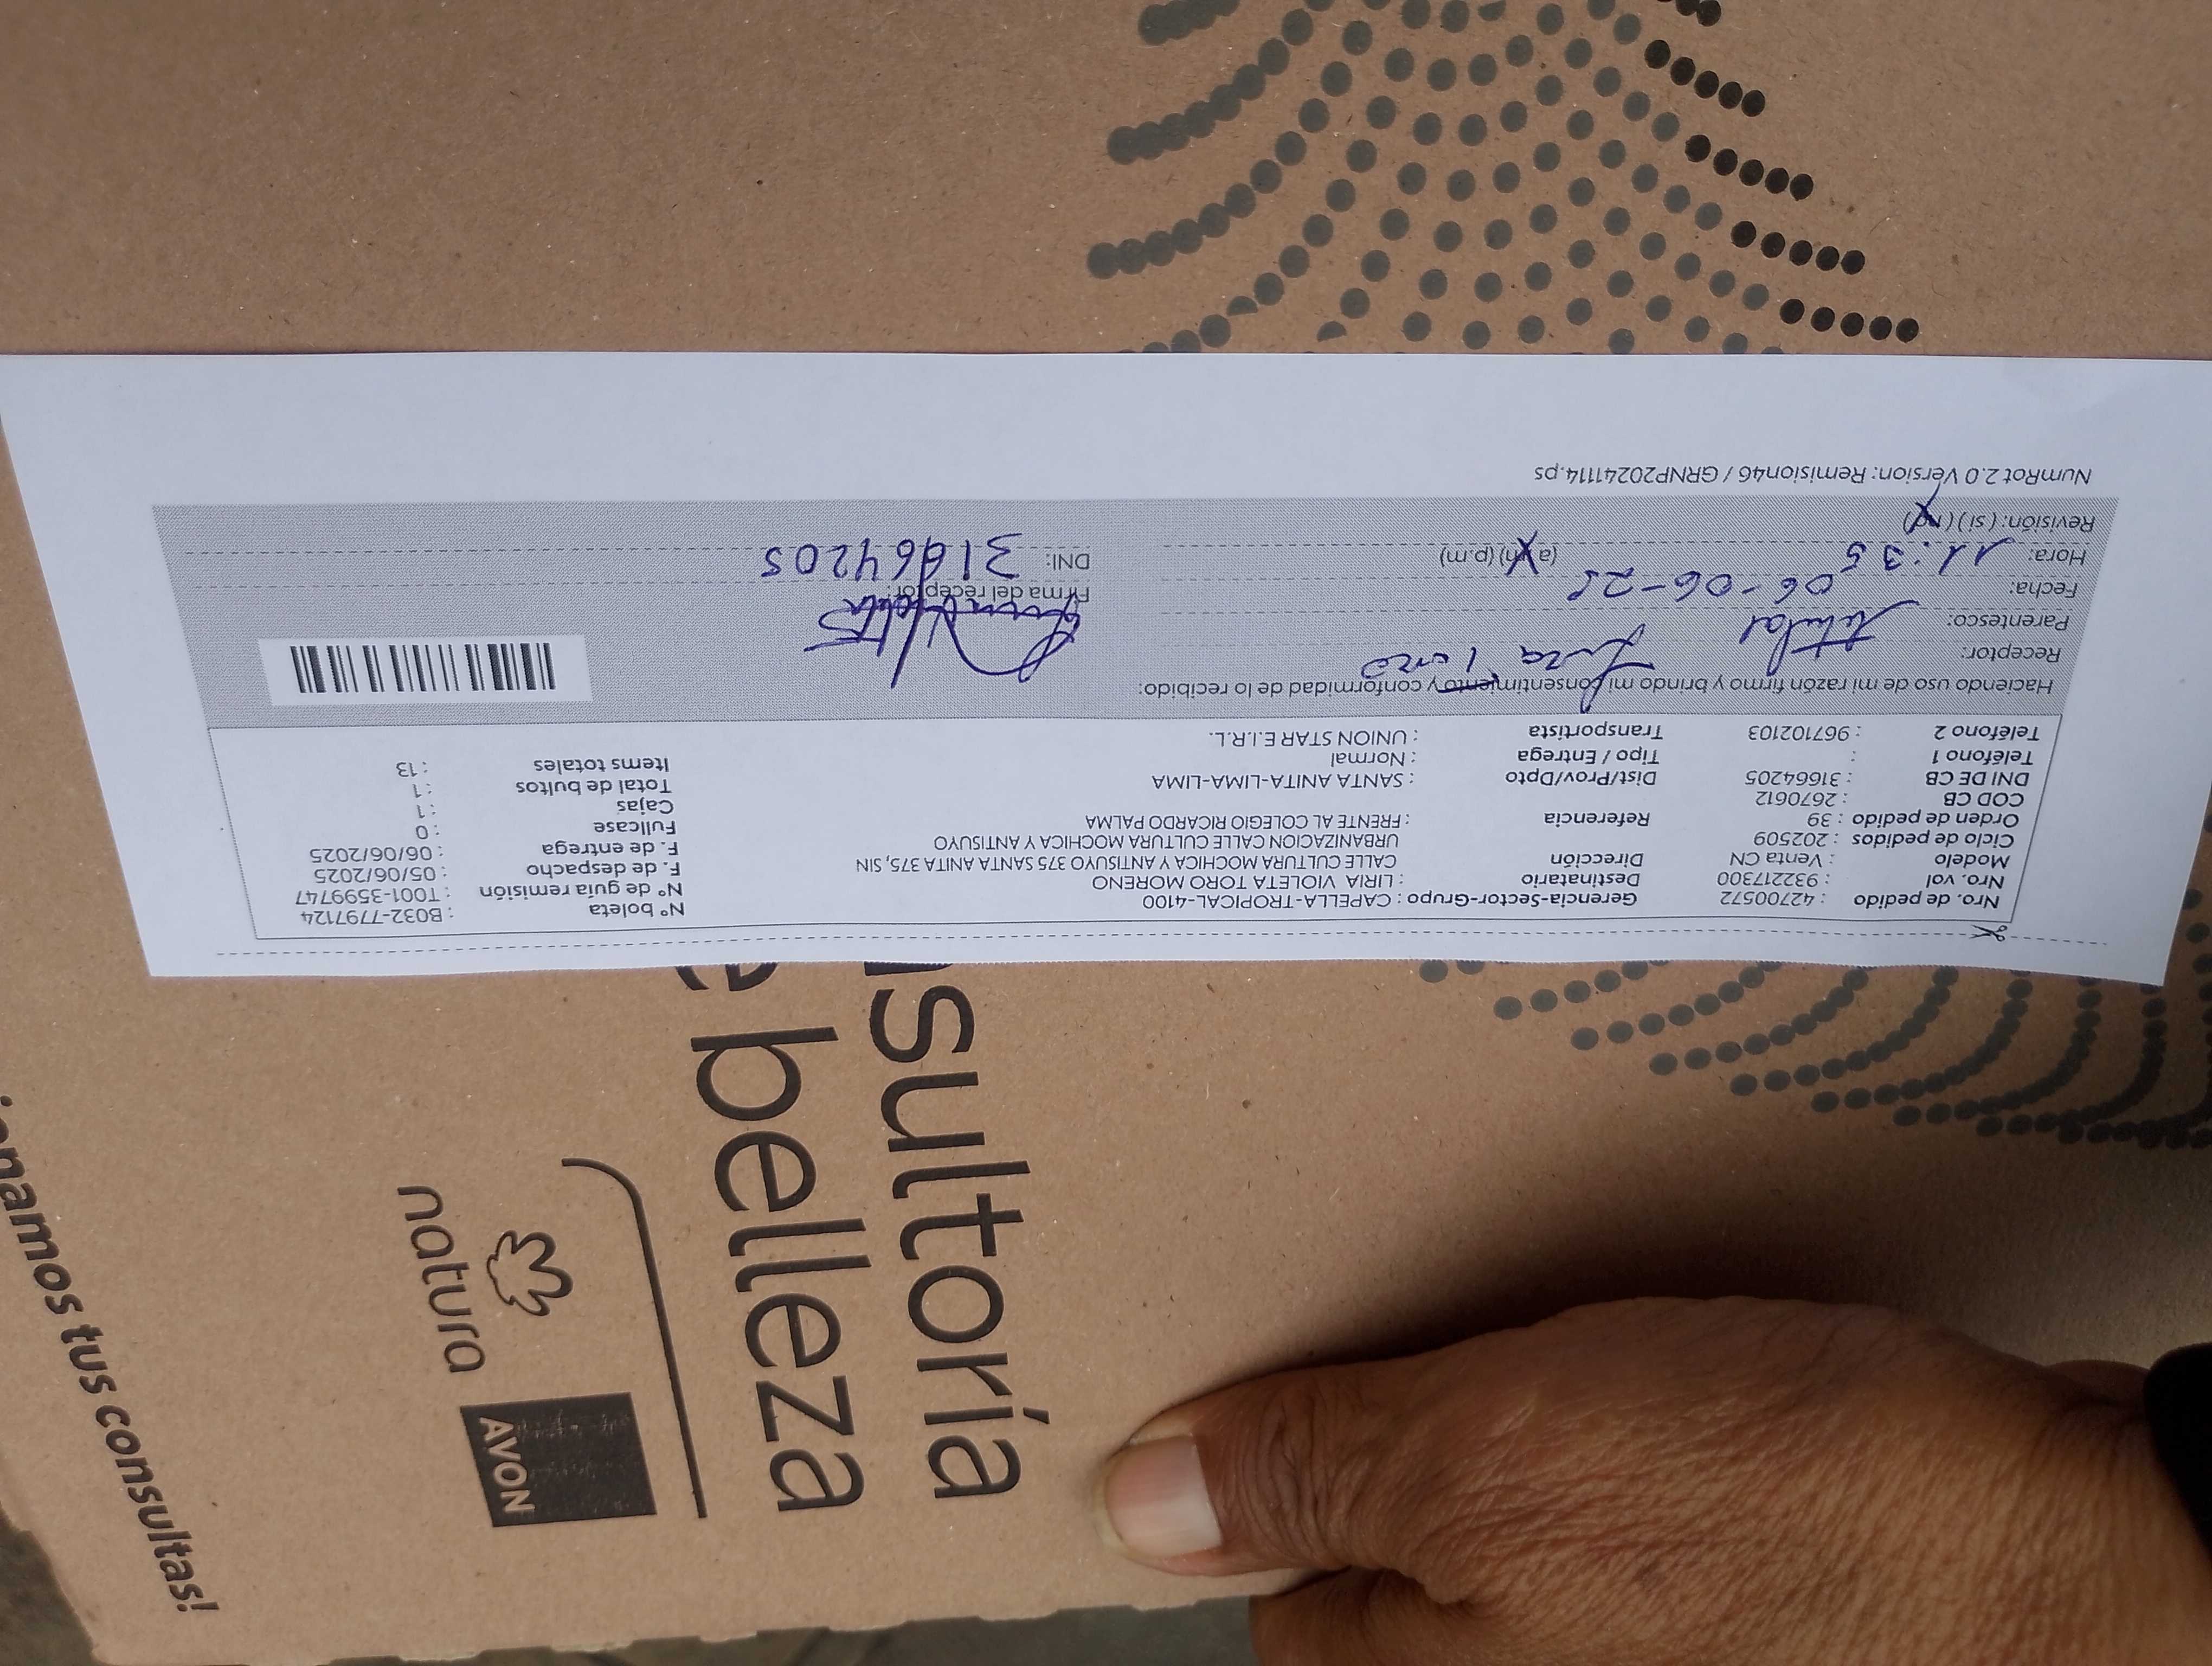 Nro. de pedido : 42700572 Gerencia-Sector-Grupo : CAPELLA-TROPICAL-4100 Nº boleta : B032-7797124
Nro. vol : 932217300 Destinatario : LIRIA VIOLETA TORO MORENO Nº de guía remisión : T001-3599747
Modelo : Venta CN Dirección CALLE CULTURA MOCHICA Y ANTISUYO 375 SANTA ANITA 375, SIN F. de despacho : 05/06/2025
Ciclo de pedidos : 202509 URBANIZACION CALLE CULTURA MOCHICA Y ANTISUYO F. de entrega : 06/06/2025
Orden de pedido : 39 Referencia : FRENTE AL COLEGIO RICARDO PALMA Fullcase : 0
COD CB : 2670612 Cajas : 1
DNI DE CB : 31664205 Dist/Prov/Dpto : SANTA ANITA-LIMA-LIMA Total de bultos : 1
Teléfono 1 : Tipo / Entrega : Normal Items totales : 13
Teléfono 2 : 967102103 Transportista : UNION STAR E.I.R.L.
Haciendo uso de mi razón firmo y brindo mi consentimiento y conformidad de lo recibido:
Receptor: Toro
Parentesco: titular
Fecha: 06-06-25 Firma del receptor:
Hora: 11:35 (a.m) (p.m) DNI: 31664205
Revisión: (si) (no)
NumRot 2.0 Version: Remision46 / GRNP20241114.ps
sultoría
e belleza
natura
AVON
onamos tus consultas!